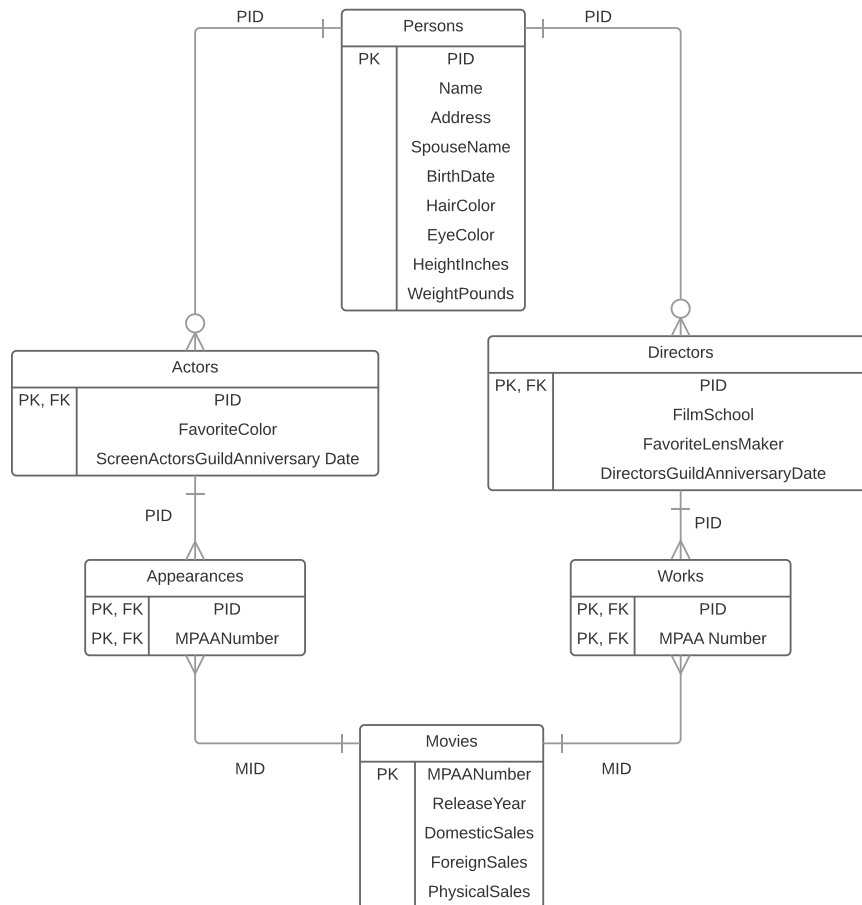 PID
Persons
PID
PK PID
Name
Address
SpouseName
BirthDate
HairColor
EyeColor
HeightInches
WeightPounds
Actors
PK, FK PID
FavoriteColor
ScreenActorsGuildAnniversary Date
Directors
PK, FK PID
FilmSchool
FavoriteLensMaker
DirectorsGuildAnniversaryDate
PID
PID
Appearances
PK, FK PID
PK, FK MPAANumber
Works
PK, FK PID
PK, FK MPAA Number
MID
Movies
MID
PK MPAANumber
ReleaseYear
DomesticSales
ForeignSales
PhysicalSales